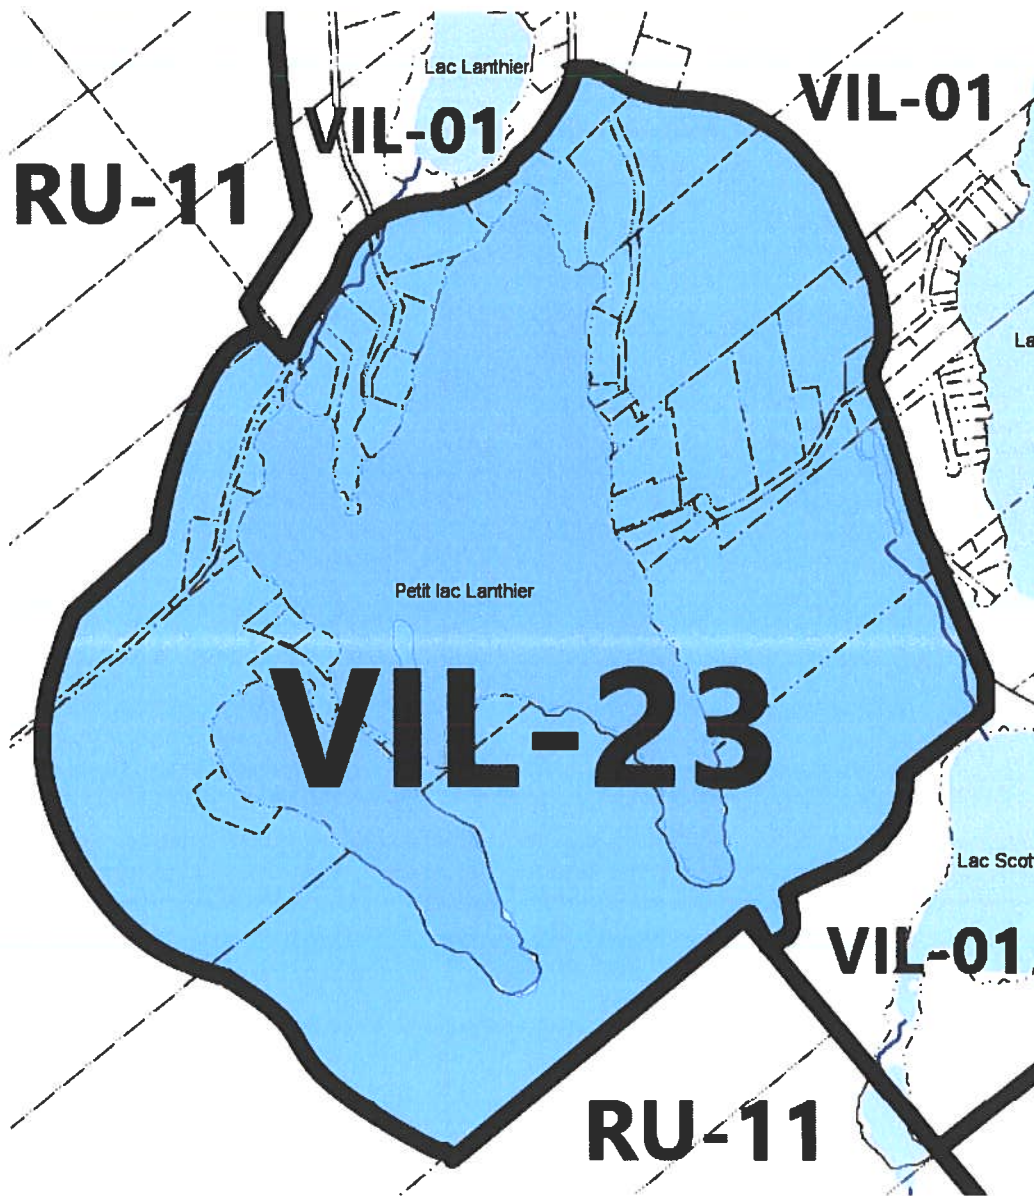 Lac Lanthier
VIL-01
VIL-01
RU-11
La
Petit lac Lanthier
VIL-23
Lac Scot
VIL-01
RU-11